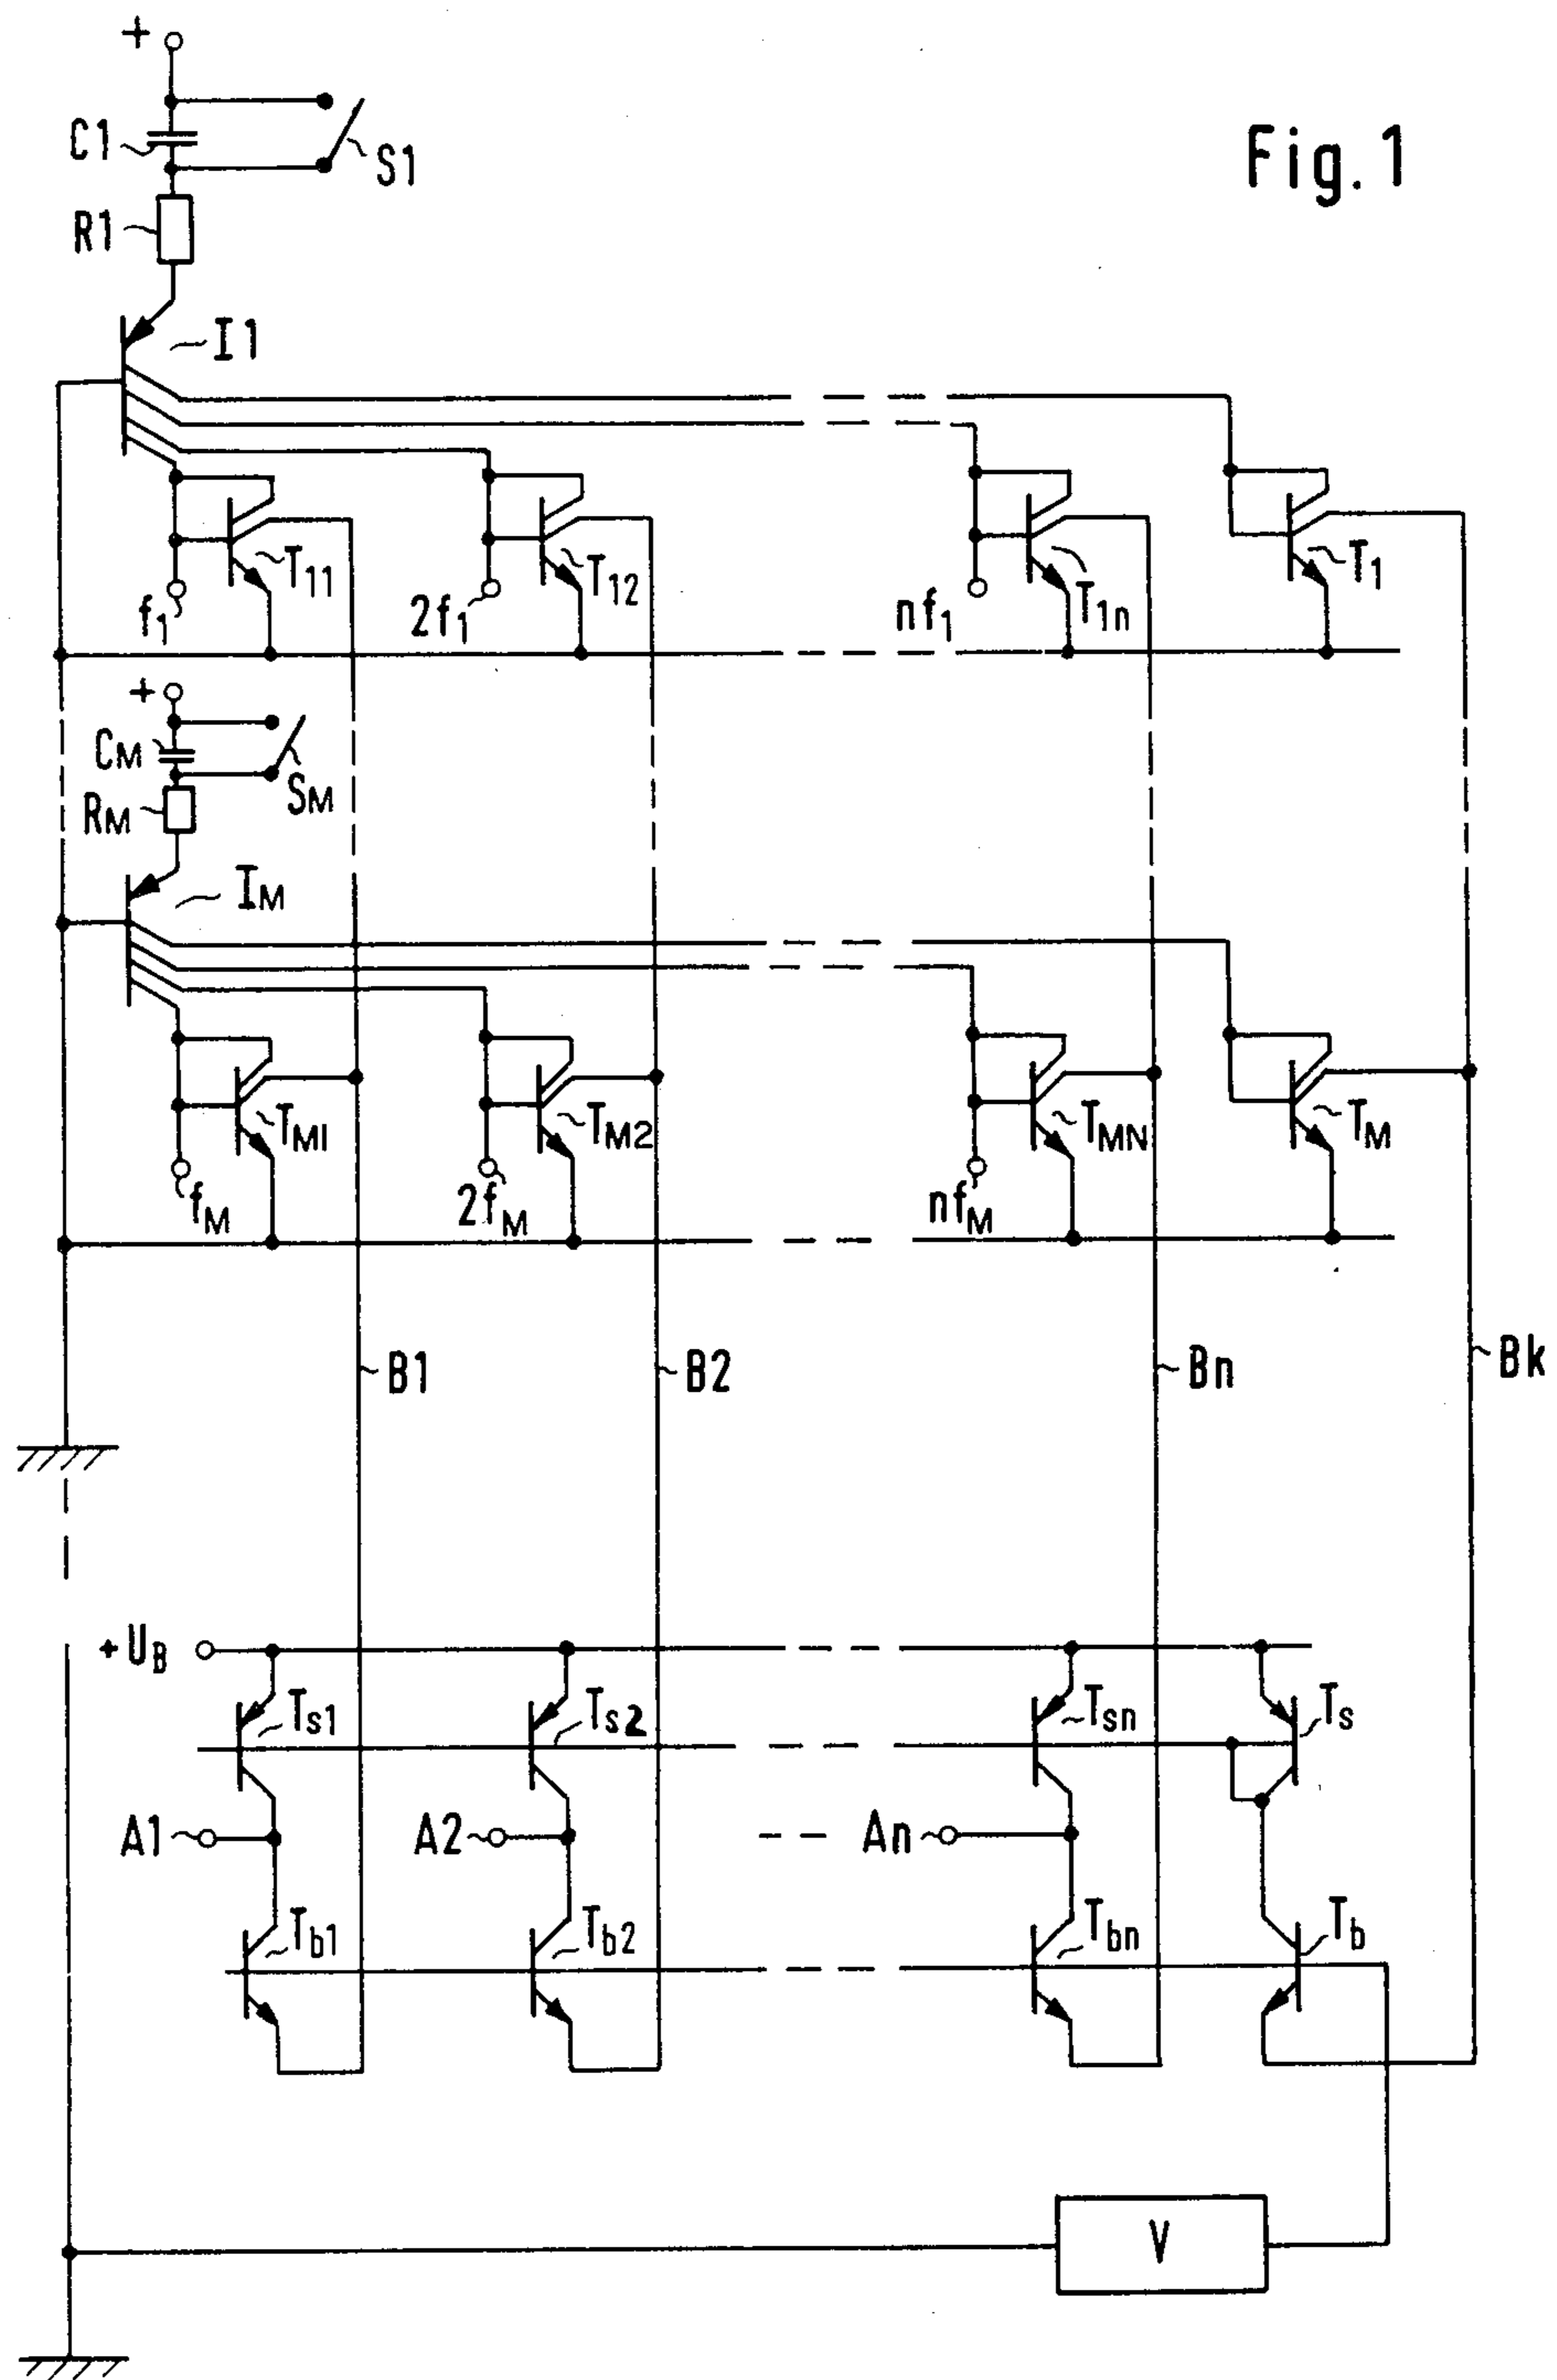 +
C1
S1
Fig. 1
R1
I1
T11
T12
T1n
T1
f1
2f1
nf1
+
CM
SM
RM
IM
TM1
TM2
TMN
TM
fM
2fM
nfM
B1
B2
Bn
Bk
+UB
Ts1
Ts2
Tsn
Ts
A1
A2
An
Tb1
Tb2
Tbn
Tb
V